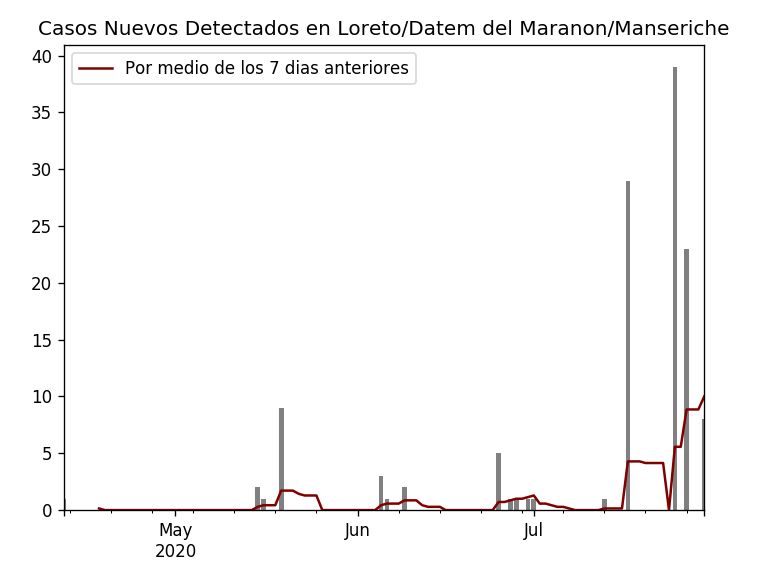 Casos Nuevos Detectados en Loreto/Datem del Maranon/Manseriche
Por medio de los 7 dias anteriores
40
35
30
25
20
15
10
5
0
May
2020
Jun
Jul